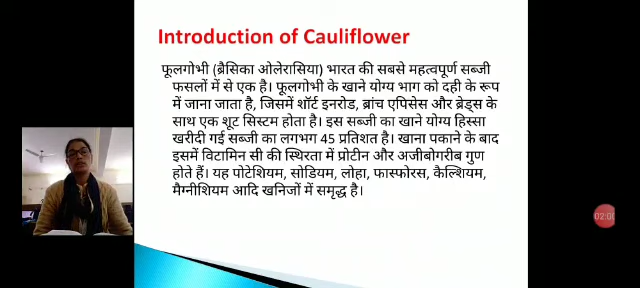 Introduction of Cauliflower
फूलगोभी (ब्रैसिका ओलेरासिया) भारत की सबसे महत्वपूर्ण सब्जी
फसलों में से एक है। फूलगोभी के खाने योग्य भाग को दही के रूप
में जाना जाता है, जिसमें शॉर्ट इनरोड, ब्रांच एपिसेस और ब्रेड्स के
साथ एक शूट सिस्टम होता है। इस सब्जी का खाने योग्य हिस्सा
खरीदी गई सब्जी का लगभग 45 प्रतिशत है। खाना पकाने के बाद
इसमें विटामिन सी की स्थिरता में प्रोटीन और अजीबोगरीब गुण
होते हैं। यह पोटेशियम, सोडियम, लोहा, फास्फोरस, कैल्शियम,
मैग्नीशियम आदि खनिजों में समृद्ध है।
02:00